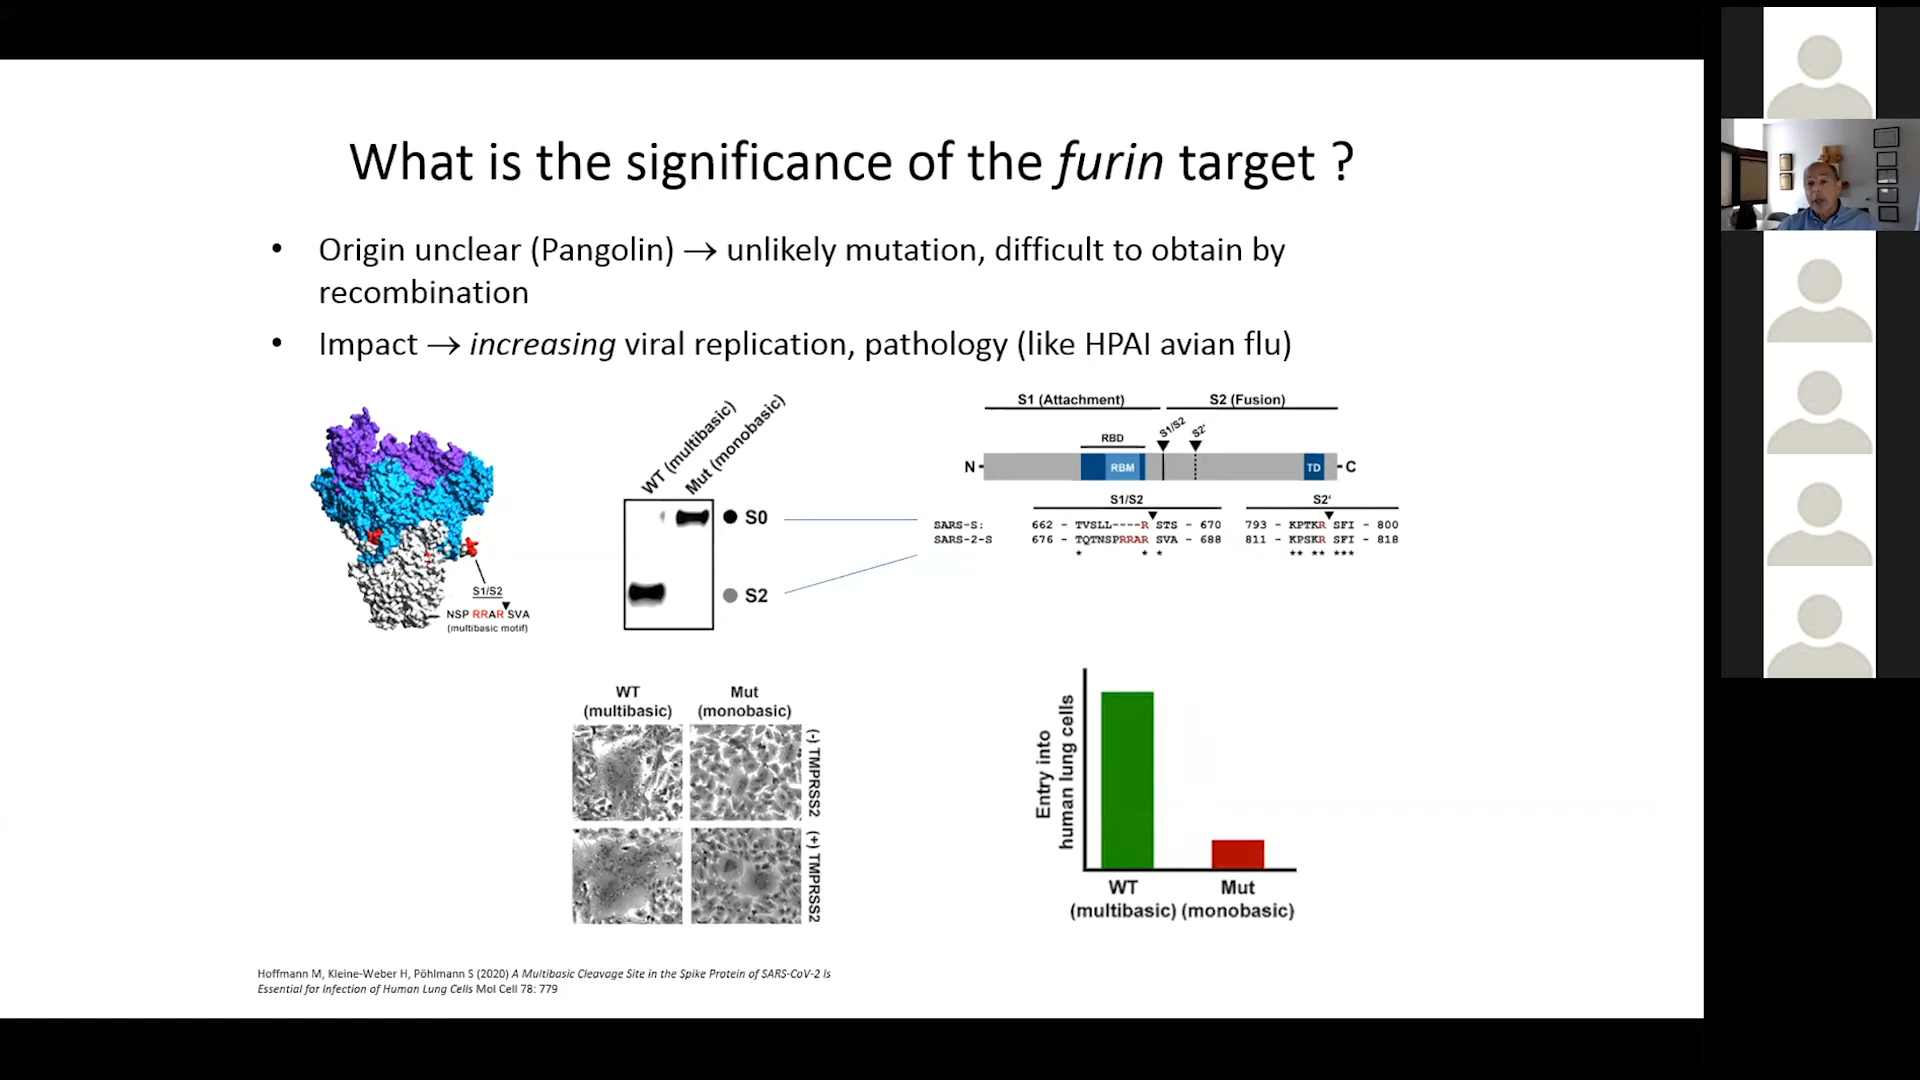 What is the significance of the furin target ?
• Origin unclear (Pangolin) → unlikely mutation, difficult to obtain by
recombination
• Impact → increasing viral replication, pathology (like HPAI avian flu)
S1/S2
NSP RRAR SVA
(multibasic motif)
WT (multibasic)
Mut (monobasic)
S0
S2
S1 (Attachment) S2 (Fusion)
RBD S1/S2 S2'
N RBM TD C
S1/S2 S2'
SARS-S: 662 - TVSLL----R STS - 670 793 - KPTKR SFI - 800
SARS-2-S 676 - TQTNSPRRAR SVA - 688 811 - KPSKR SFI - 818
* * * ** ** ***
WT Mut
(multibasic) (monobasic)
(-) TMPRSS2
(+) TMPRSS2
Entry into
human lung cells
WT Mut
(multibasic) (monobasic)
Hoffmann M, Kleine-Weber H, Pöhlmann S (2020) A Multibasic Cleavage Site in the Spike Protein of SARS-CoV-2 Is
Essential for Infection of Human Lung Cells Mol Cell 78: 779